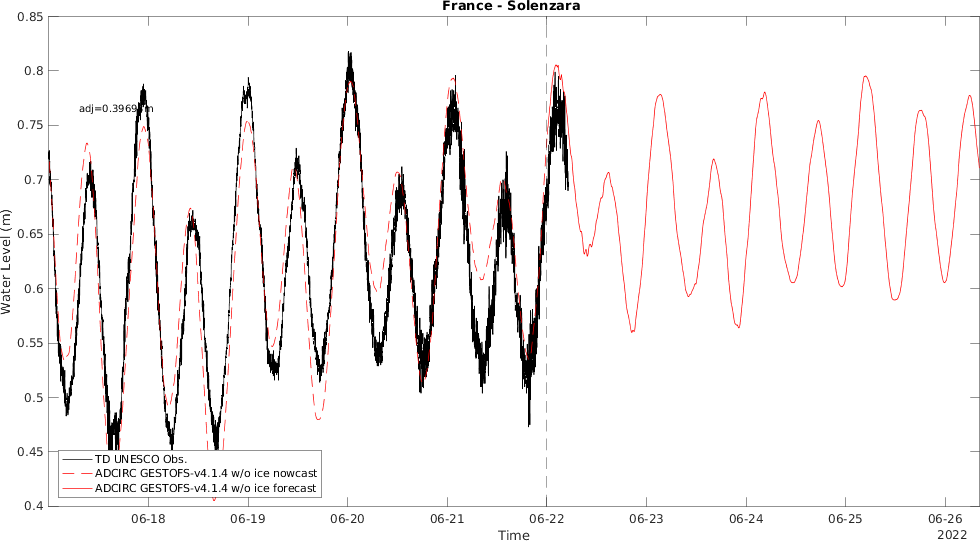 France - Solenzara
0.85
0.8
0.75
0.7
0.65
0.6
0.55
0.5
0.45
0.4
Water Level (m)
TD UNESCO Obs.
ADCIRC GESTOFS-v4.1.4 w/o ice nowcast
ADCIRC GESTOFS-v4.1.4 w/o ice forecast
06-18 06-19 06-20 06-21 06-22 06-23 06-24 06-25 06-26
Time
2022